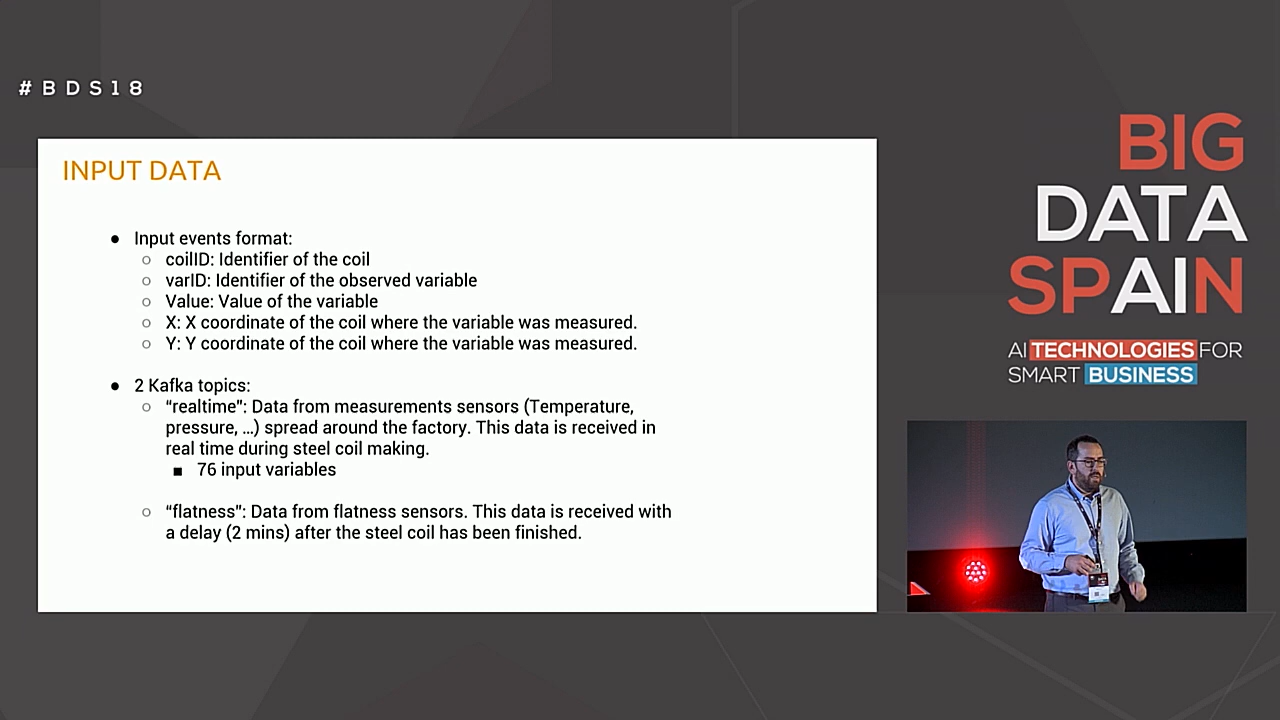 #BDS18
INPUT DATA
● Input events format:
○ coilID: Identifier of the coil
○ varID: Identifier of the observed variable
○ Value: Value of the variable
○ X: X coordinate of the coil where the variable was measured.
○ Y: Y coordinate of the coil where the variable was measured.
● 2 Kafka topics:
○ “realtime”: Data from measurements sensors (Temperature,
pressure, ...) spread around the factory. This data is received in
real time during steel coil making.
■ 76 input variables
○ “flatness”: Data from flatness sensors. This data is received with
a delay (2 mins) after the steel coil has been finished.
BIG
DATA
SPAIN
AI TECHNOLOGIES FOR
SMART BUSINESS